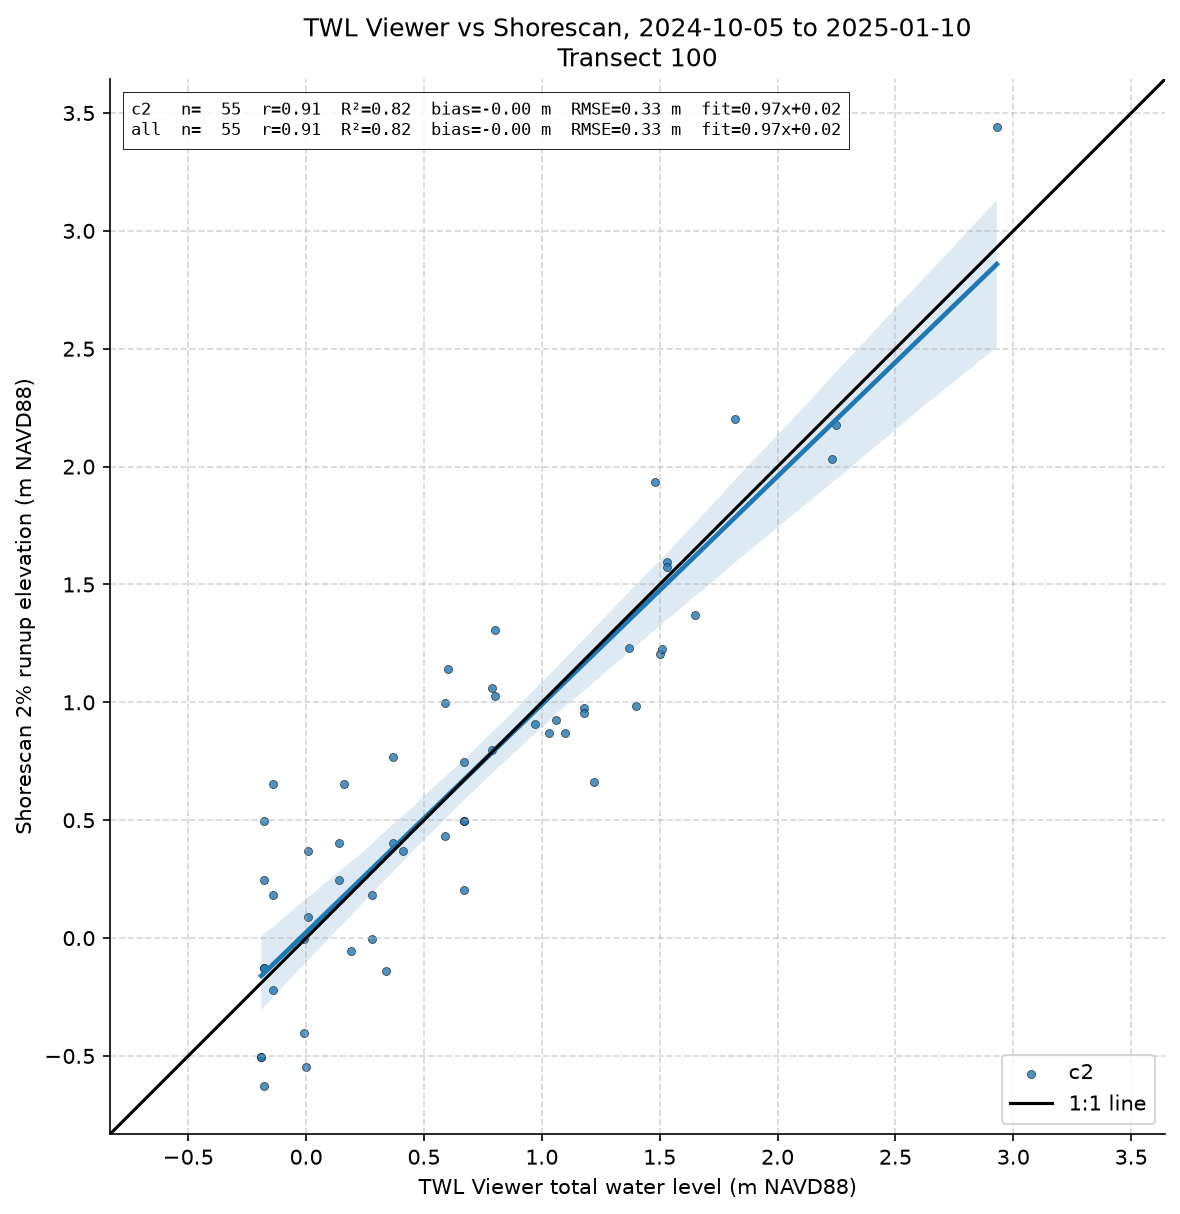 TWL Viewer vs Shorescan, 2024-10-05 to 2025-01-10
Transect 100
c2   n=  55  r=0.91  R²=0.82  bias=-0.00 m  RMSE=0.33 m  fit=0.97x+0.02
all  n=  55  r=0.91  R²=0.82  bias=-0.00 m  RMSE=0.33 m  fit=0.97x+0.02
3.5
3.0
2.5
2.0
1.5
1.0
0.5
0.0
−0.5
Shorescan 2% runup elevation (m NAVD88)
c2
1:1 line
−0.5 0.0 0.5 1.0 1.5 2.0 2.5 3.0 3.5
TWL Viewer total water level (m NAVD88)